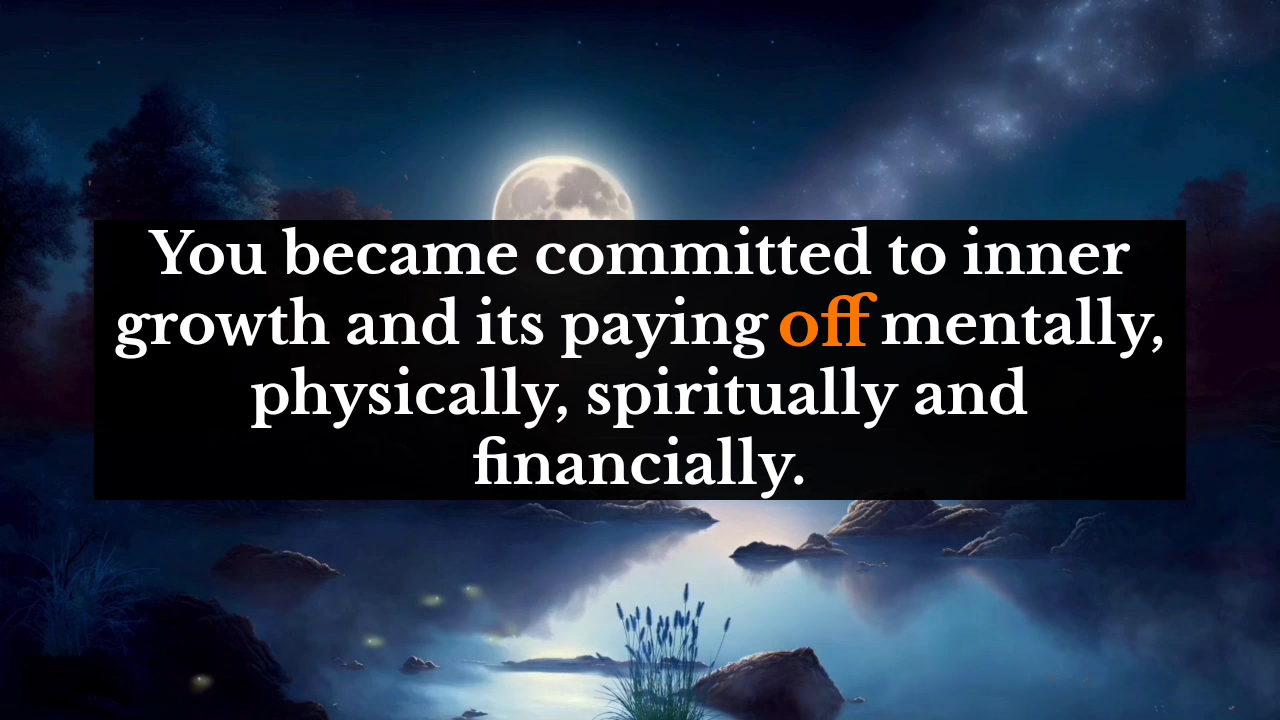 You became committed to inner
growth and its paying off mentally,
physically, spiritually and
financially.